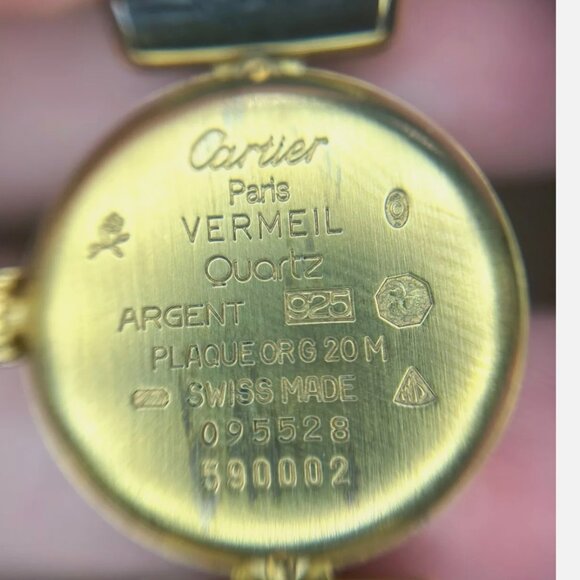 Cartier
Paris
VERMEIL
Quartz
ARGENT 925
PLAQUE OR G 20 M
SWISS MADE
095528
590002